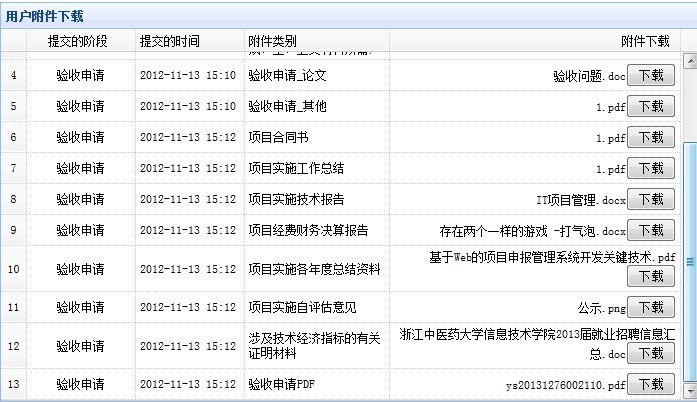 用户附件下载
提交的阶段 提交的时间 附件类别 附件下载
4 验收申请 2012-11-13 15:10 验收申请_论文 验收问题.doc 下载
5 验收申请 2012-11-13 15:10 验收申请_其他 1.pdf 下载
6 验收申请 2012-11-13 15:12 项目合同书 1.pdf 下载
7 验收申请 2012-11-13 15:12 项目实施工作总结 1.pdf 下载
8 验收申请 2012-11-13 15:12 项目实施技术报告 IT项目管理.docx 下载
9 验收申请 2012-11-13 15:12 项目经费财务决算报告 存在两个一样的游戏 -打气泡.docx 下载
10 验收申请 2012-11-13 15:12 项目实施各年度总结资料 基于Web的项目申报管理系统开发关键技术.pdf
下载
11 验收申请 2012-11-13 15:12 项目实施自评估意见 公示.png 下载
12 验收申请 2012-11-13 15:12 涉及技术经济指标的有关
证明材料
浙江中医药大学信息技术学院2013届就业招聘信息汇
总.doc 下载
13 验收申请 2012-11-13 15:12 验收申请PDF ys20131276002110.pdf 下载